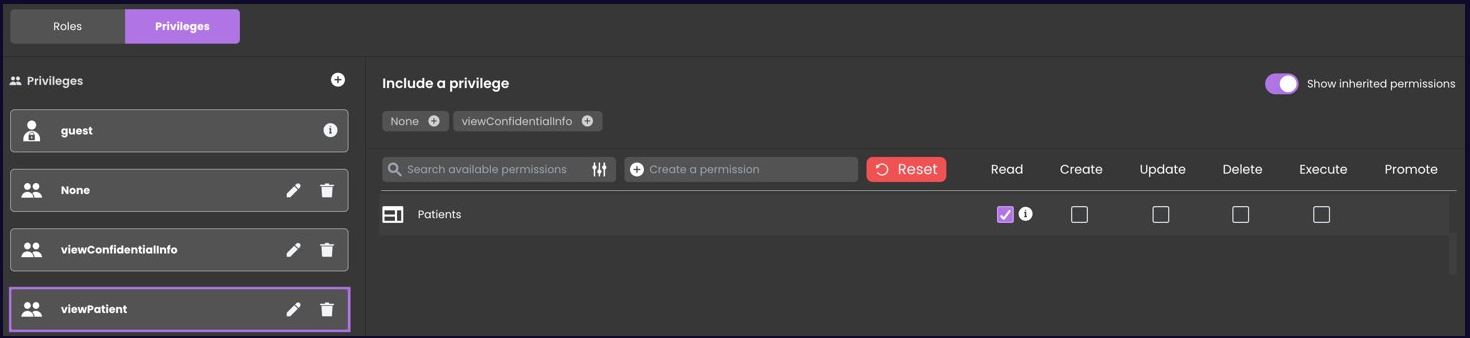 Roles
Privileges
Privileges
guest
None
viewConfidentialInfo
viewPatient
Include a privilege
Show inherited permissions
None
viewConfidentialInfo
Search available permissions
Create a permission
Reset
Read
Create
Update
Delete
Execute
Promote
Patients